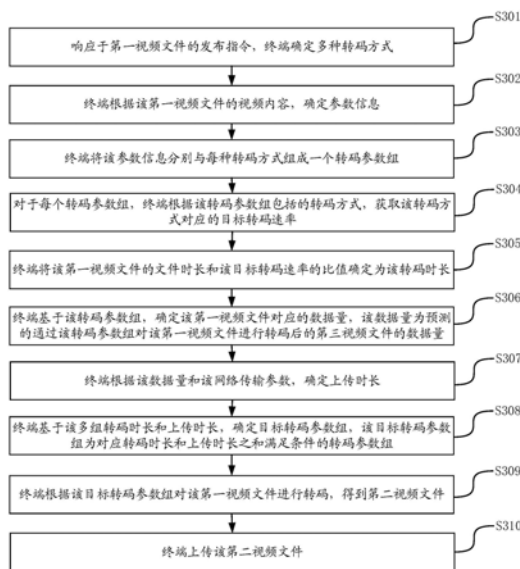 S301
响应于第一视频文件的发布指令，终端确定多种转码方式
S302
终端根据该第一视频文件的视频内容，确定参数信息
S303
终端将该参数信息分别与每种转码方式组成一个转码参数组
S304
对于每个转码参数组，终端根据该转码参数组包括的转码方式，获取该转码
方式对应的目标转码速率
S305
终端将该第一视频文件的文件时长和该目标转码速率的比值确定为该转码时长
S306
终端基于该转码参数组，确定该第一视频文件对应的数据量，该数据量为预测
的通过该转码参数组对该第一视频文件进行转码后的第三视频文件的数据量
S307
终端根据该数据量和该网络传输参数，确定上传时长
S308
终端基于该多组转码时长和上传时长，确定目标转码参数组，该目标转码参数
组为对应转码时长和上传时长之和满足条件的转码参数组
S309
终端根据该目标转码参数组对该第一视频文件进行转码，得到第二视频文件
S310
终端上传该第二视频文件